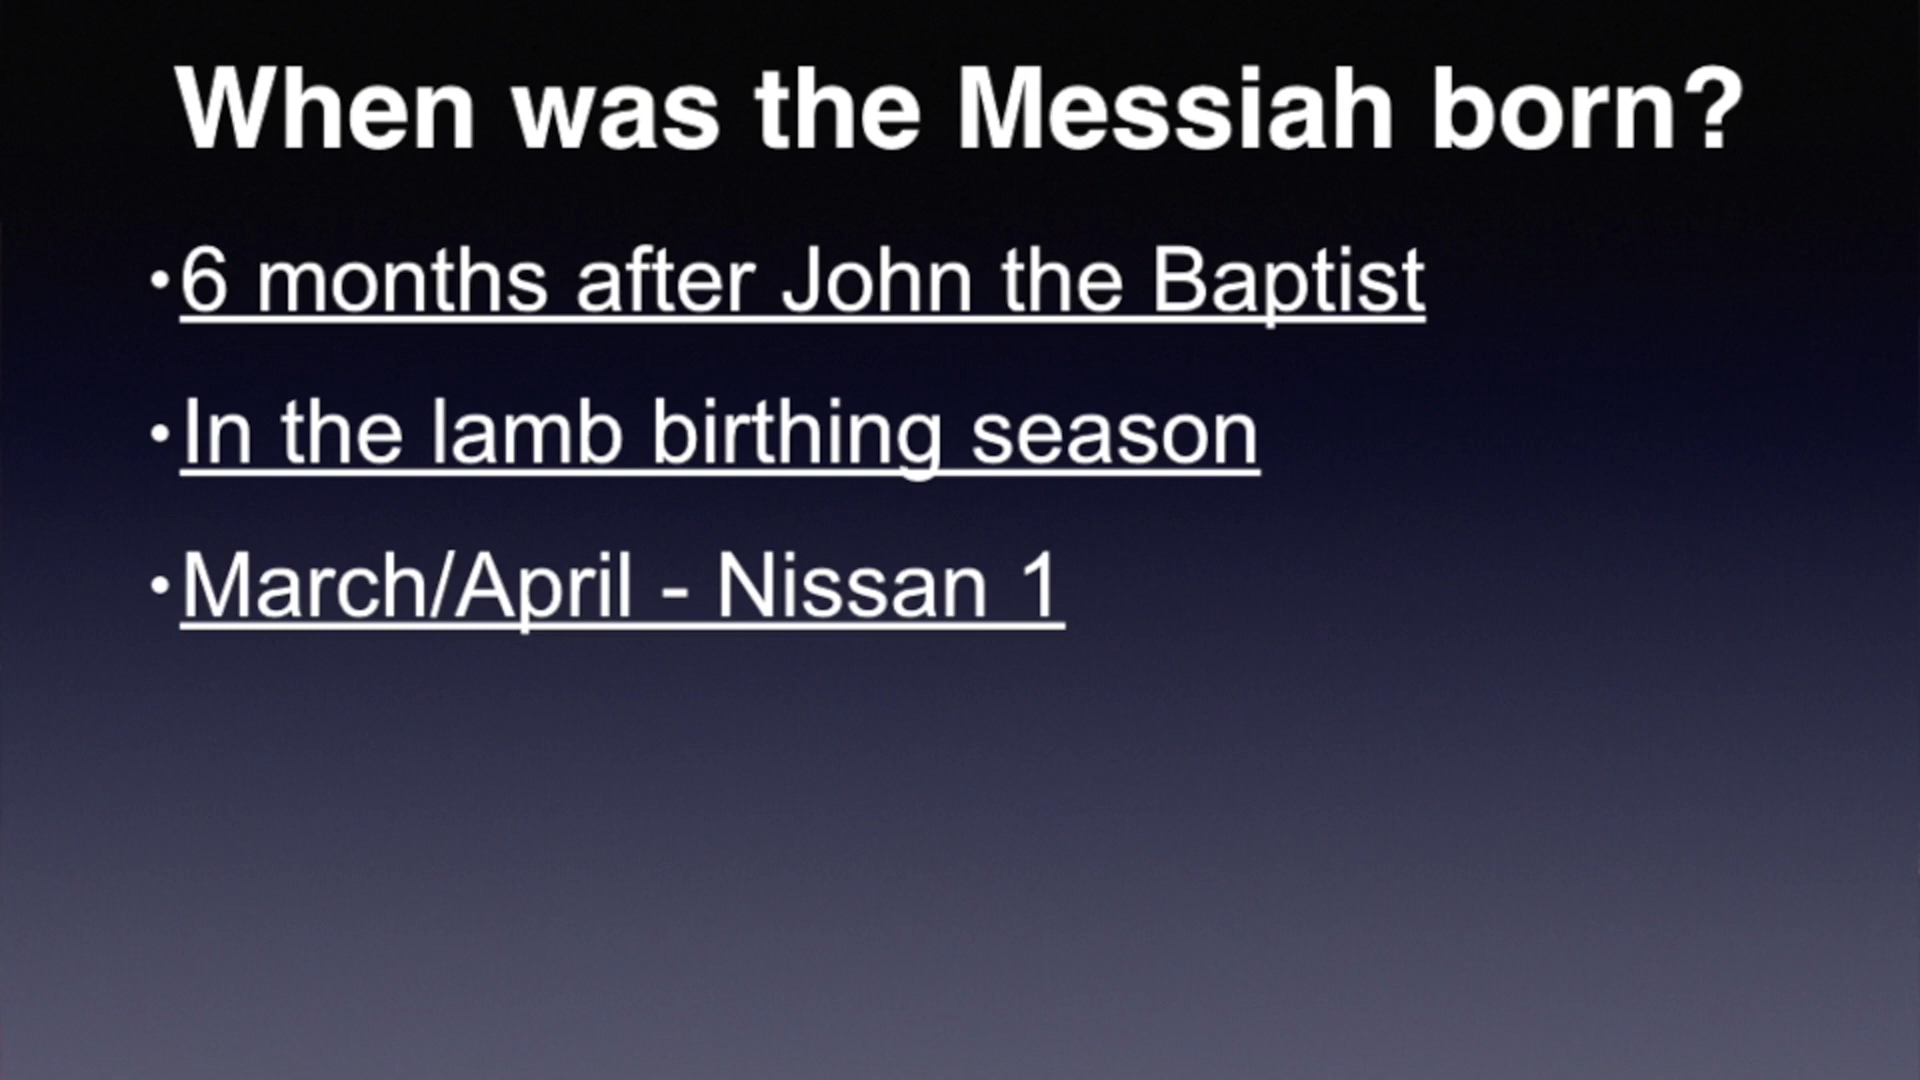 When was the Messiah born?
•6 months after John the Baptist
•In the lamb birthing season
•March/April - Nissan 1